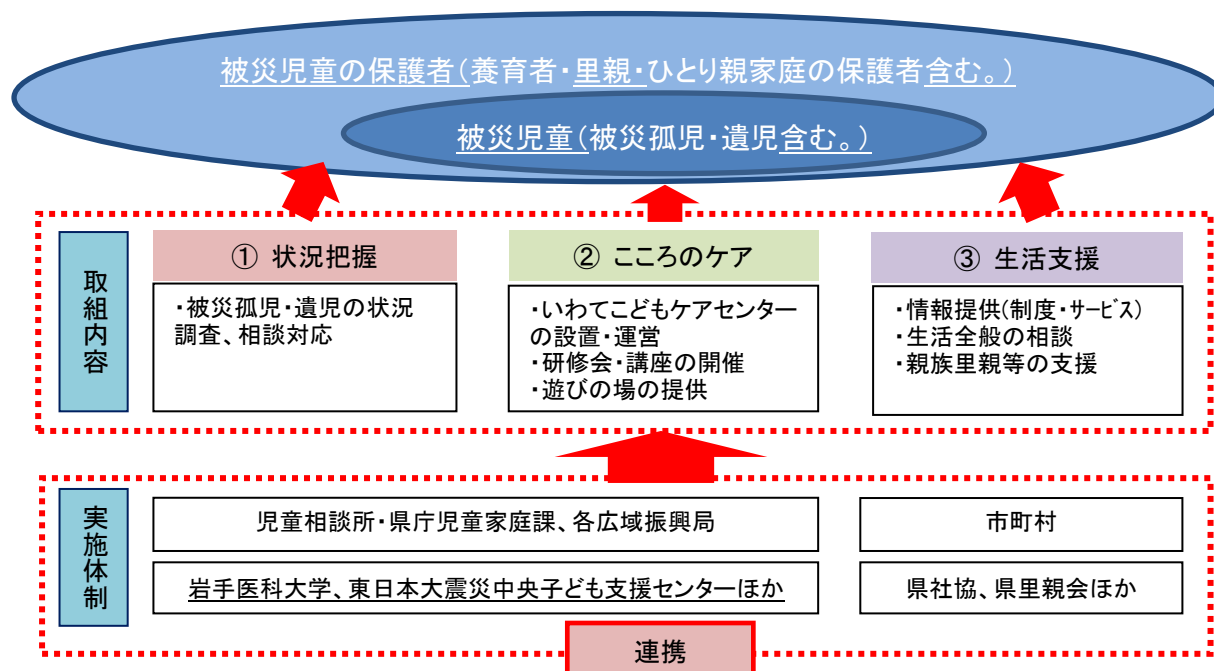 被災児童の保護者(養育者・里親・ひとり親家庭の保護者含む。)
被災児童(被災孤児・遺児含む。)
取組内容
① 状況把握
・被災孤児・遺児の状況
調査、相談対応
② こころのケア
・いわてこどもケアセンター
の設置・運営
・研修会・講座の開催
・遊びの場の提供
③ 生活支援
・情報提供(制度・サービス)
・生活全般の相談
・親族里親等の支援
実施体制
児童相談所・県庁児童家庭課、各広域振興局
市町村
岩手医科大学、東日本大震災中央子ども支援センターほか
県社協、県里親会ほか
連携